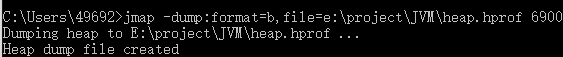 C:\Users\49692>jmap -dump:format=b,file=e:\project\JVM\heap.hprof 6900
Dumping heap to E:\project\JVM\heap.hprof ...
Heap dump file created